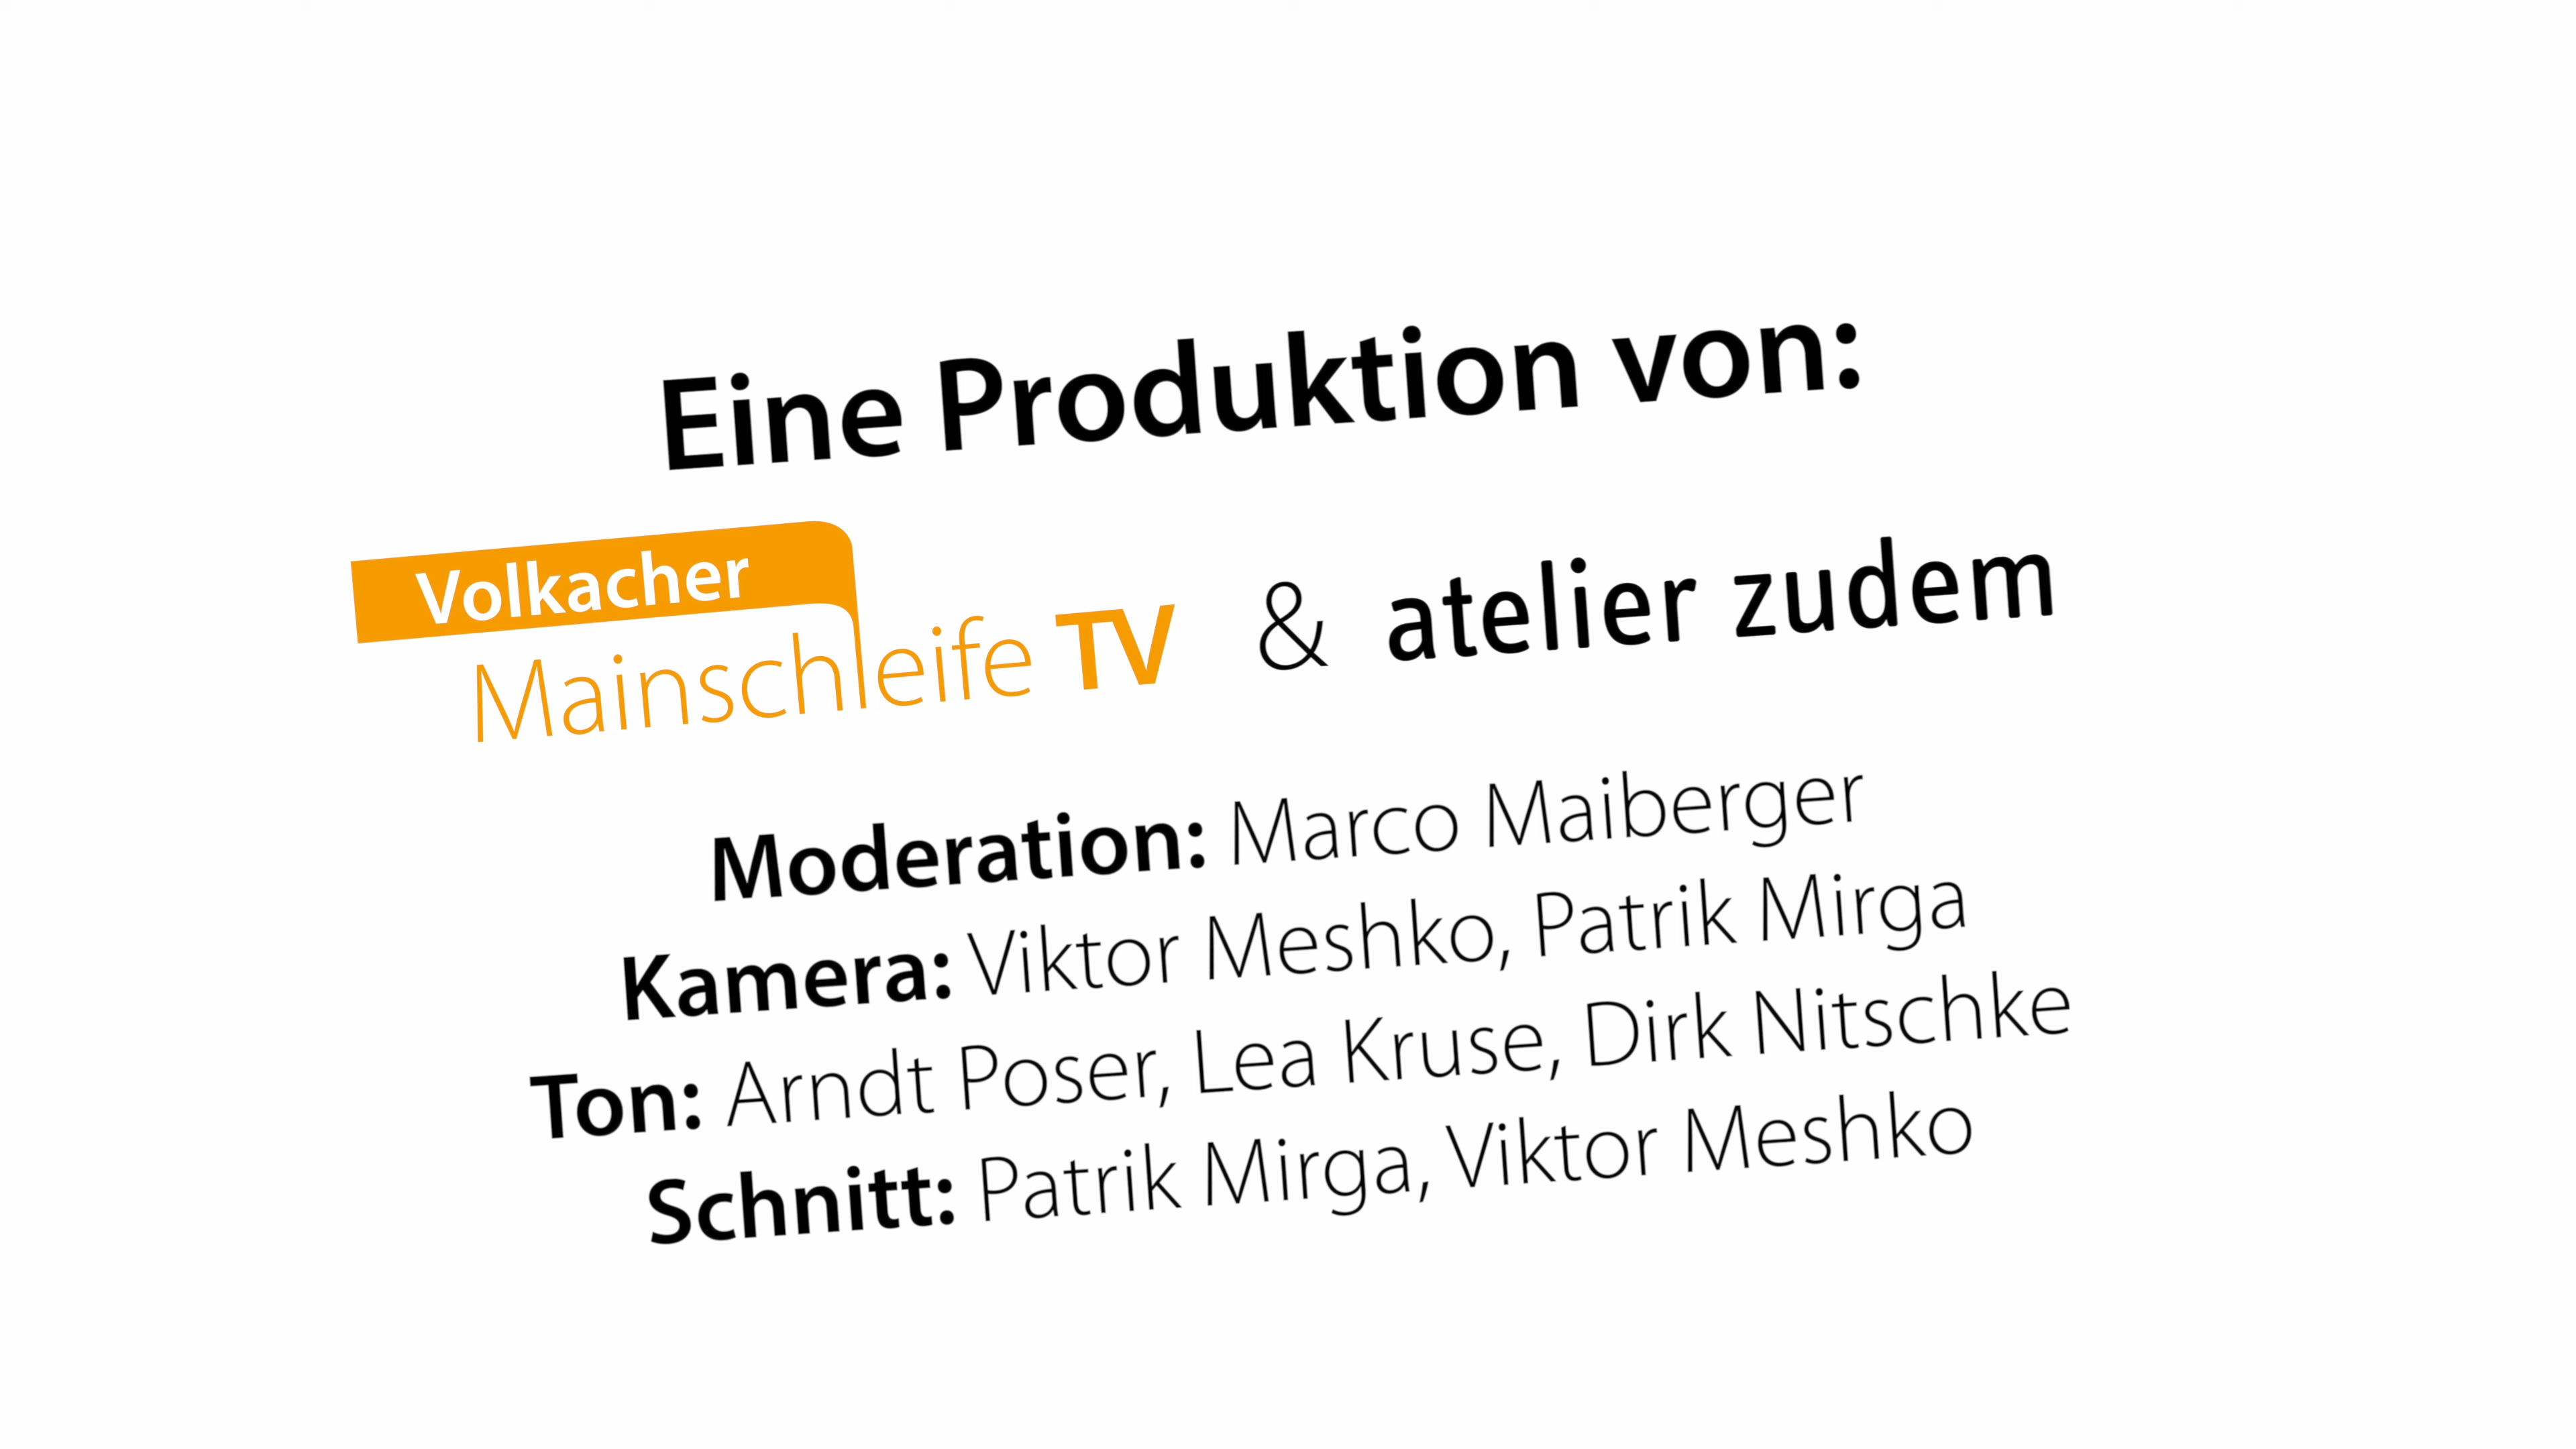 Eine Produktion von:
Volkacher
Mainschleife TV & atelier zudem
Moderation: Marco Maiberger
Kamera: Viktor Meshko, Patrik Mirga
Ton: Arndt Poser, Lea Kruse, Dirk Nitschke
Schnitt: Patrik Mirga, Viktor Meshko